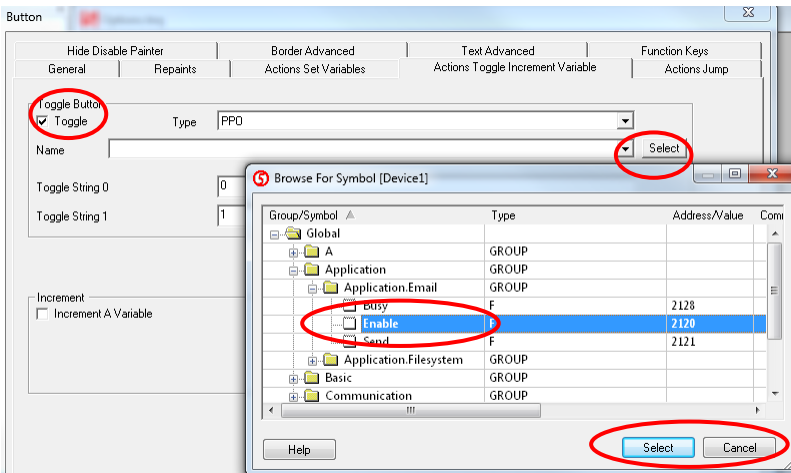 Button
Hide Disable Painter Border Advanced Text Advanced Function Keys
General Repaints Actions Set Variables Actions Toggle Increment Variable Actions Jump
Toggle Button
Toggle Type PPO
Name Select
Toggle String 0 0
Toggle String 1 1
Increment
Increment A Variable
Browse For Symbol [Device1]
Group/Symbol Type Address/Value Com
Global
A GROUP
Application GROUP
Application.Email GROUP
Busy F 2128
Enable F 2120
Send F 2121
Application.Filesystem GROUP
Basic GROUP
Communication GROUP
Help Select Cancel